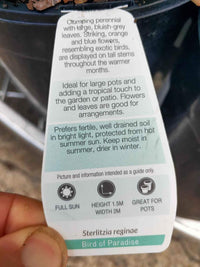 Stunning perennial
with large, bluish-grey
leaves. Striking, orange
and blue flowers,
resembling exotic birds,
are displayed on tall stems
throughout the warmer
months.
Ideal for large pots and
adding a tropical touch to
the garden or patio. Flowers
and leaves are good for
arrangements.
Prefers fertile, well drained soil
in bright light, protected from hot
summer sun. Keep moist in
summer, drier in winter.
Picture and information intended as a guide only.
FULL SUN
HEIGHT 1.5M
WIDTH 2M
GREAT FOR
POTS
Sterlitzia reginae
Bird of Paradise